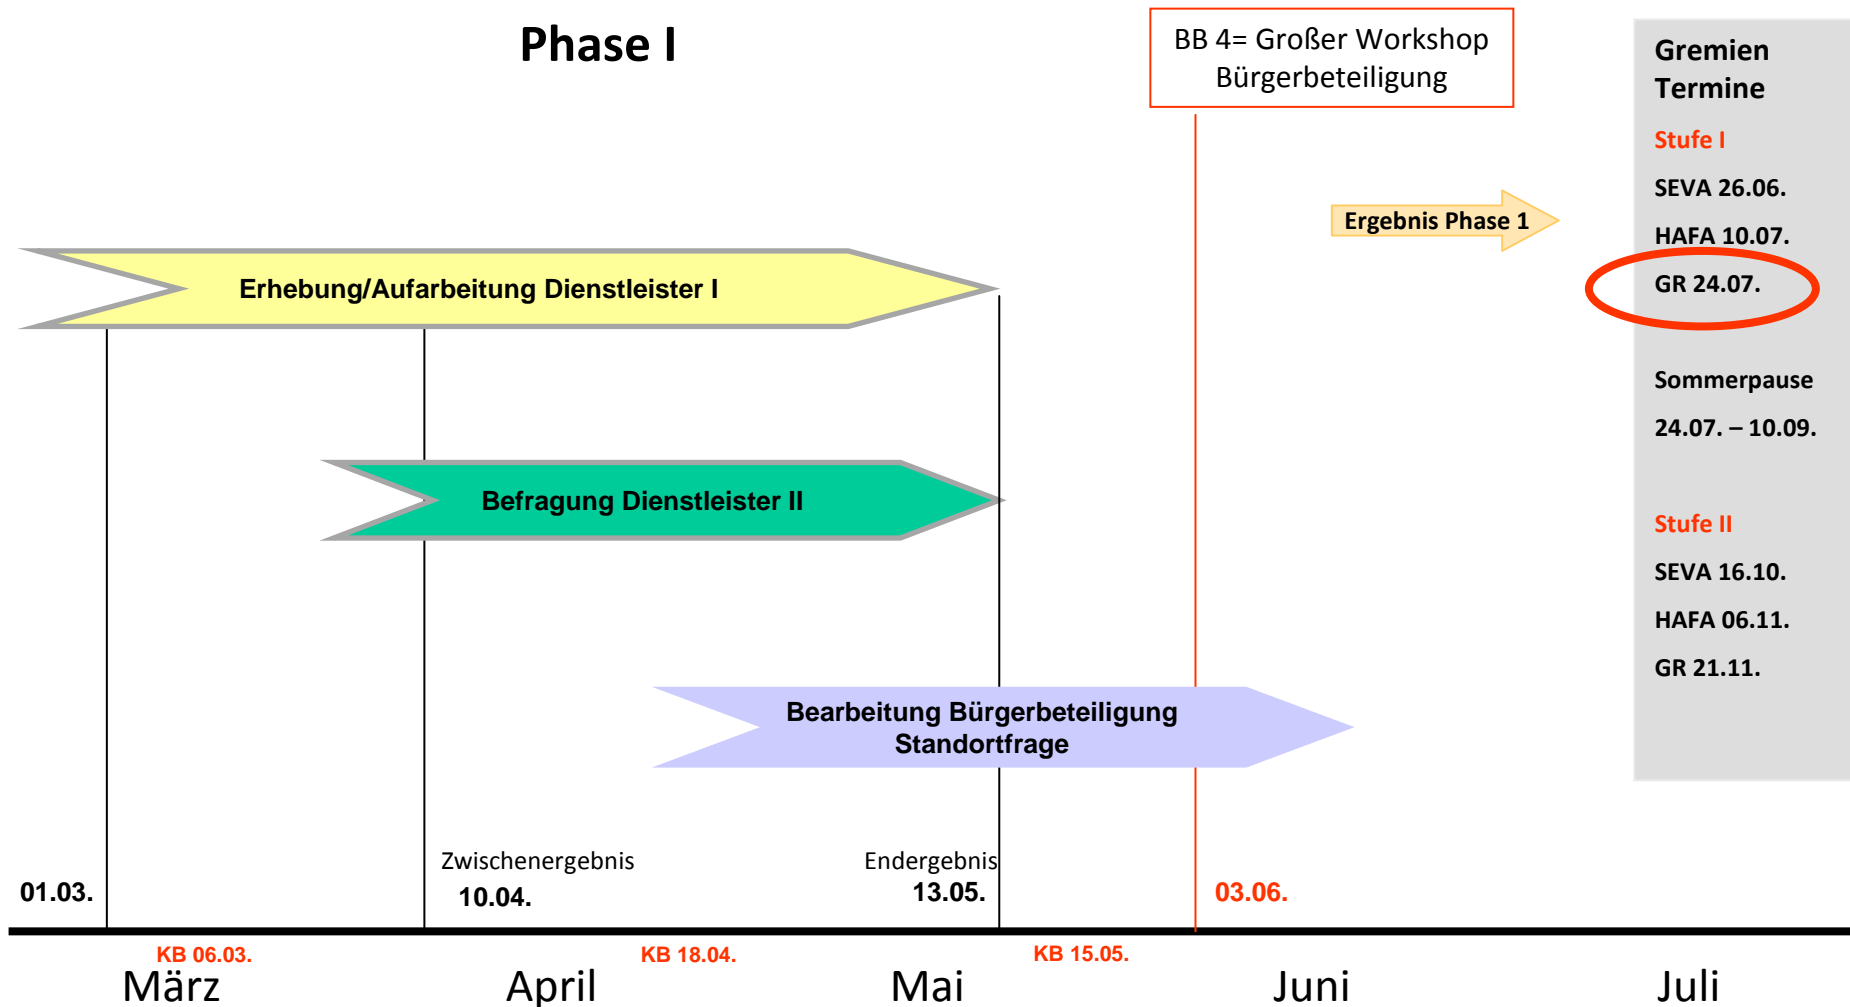 Phase I
BB 4= Großer Workshop
Bürgerbeteiligung
Gremien
Termine
Stufe I
SEVA 26.06.
HAFA 10.07.
GR 24.07.
Sommerpause
24.07. – 10.09.
Stufe II
SEVA 16.10.
HAFA 06.11.
GR 21.11.
Ergebnis Phase 1
Erhebung/Aufarbeitung Dienstleister I
Befragung Dienstleister II
Bearbeitung Bürgerbeteiligung
Standortfrage
01.03.
Zwischenergebnis
10.04.
Endergebnis
13.05.
03.06.
KB 06.03.
KB 18.04.
KB 15.05.
März
April
Mai
Juni
Juli